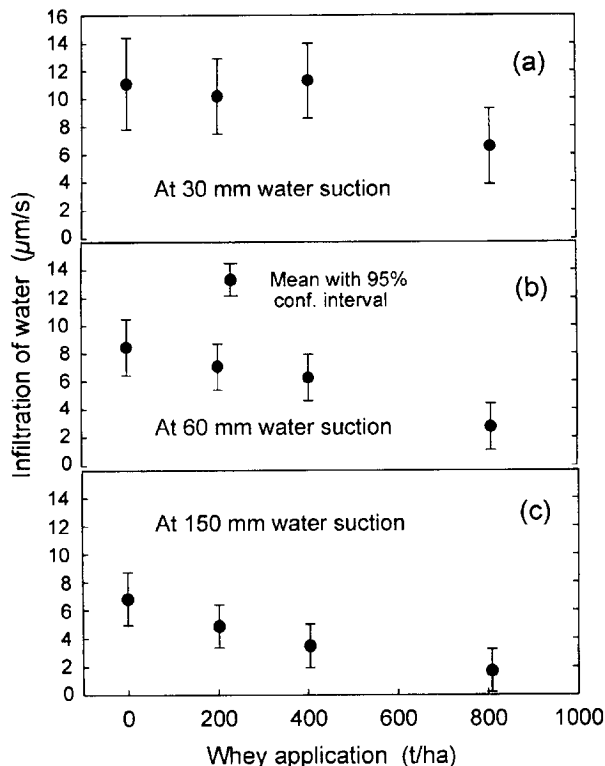 16
14
12
10
8
6
4
2
0
(a)
At 30 mm water suction
14
12
10
8
6
4
2
0
(b)
Mean with 95%
conf. interval
At 60 mm water suction
14
12
10
8
6
4
2
0
(c)
At 150 mm water suction
Infiltration of water (µm/s)
0 200 400 600 800 1000
Whey application (t/ha)